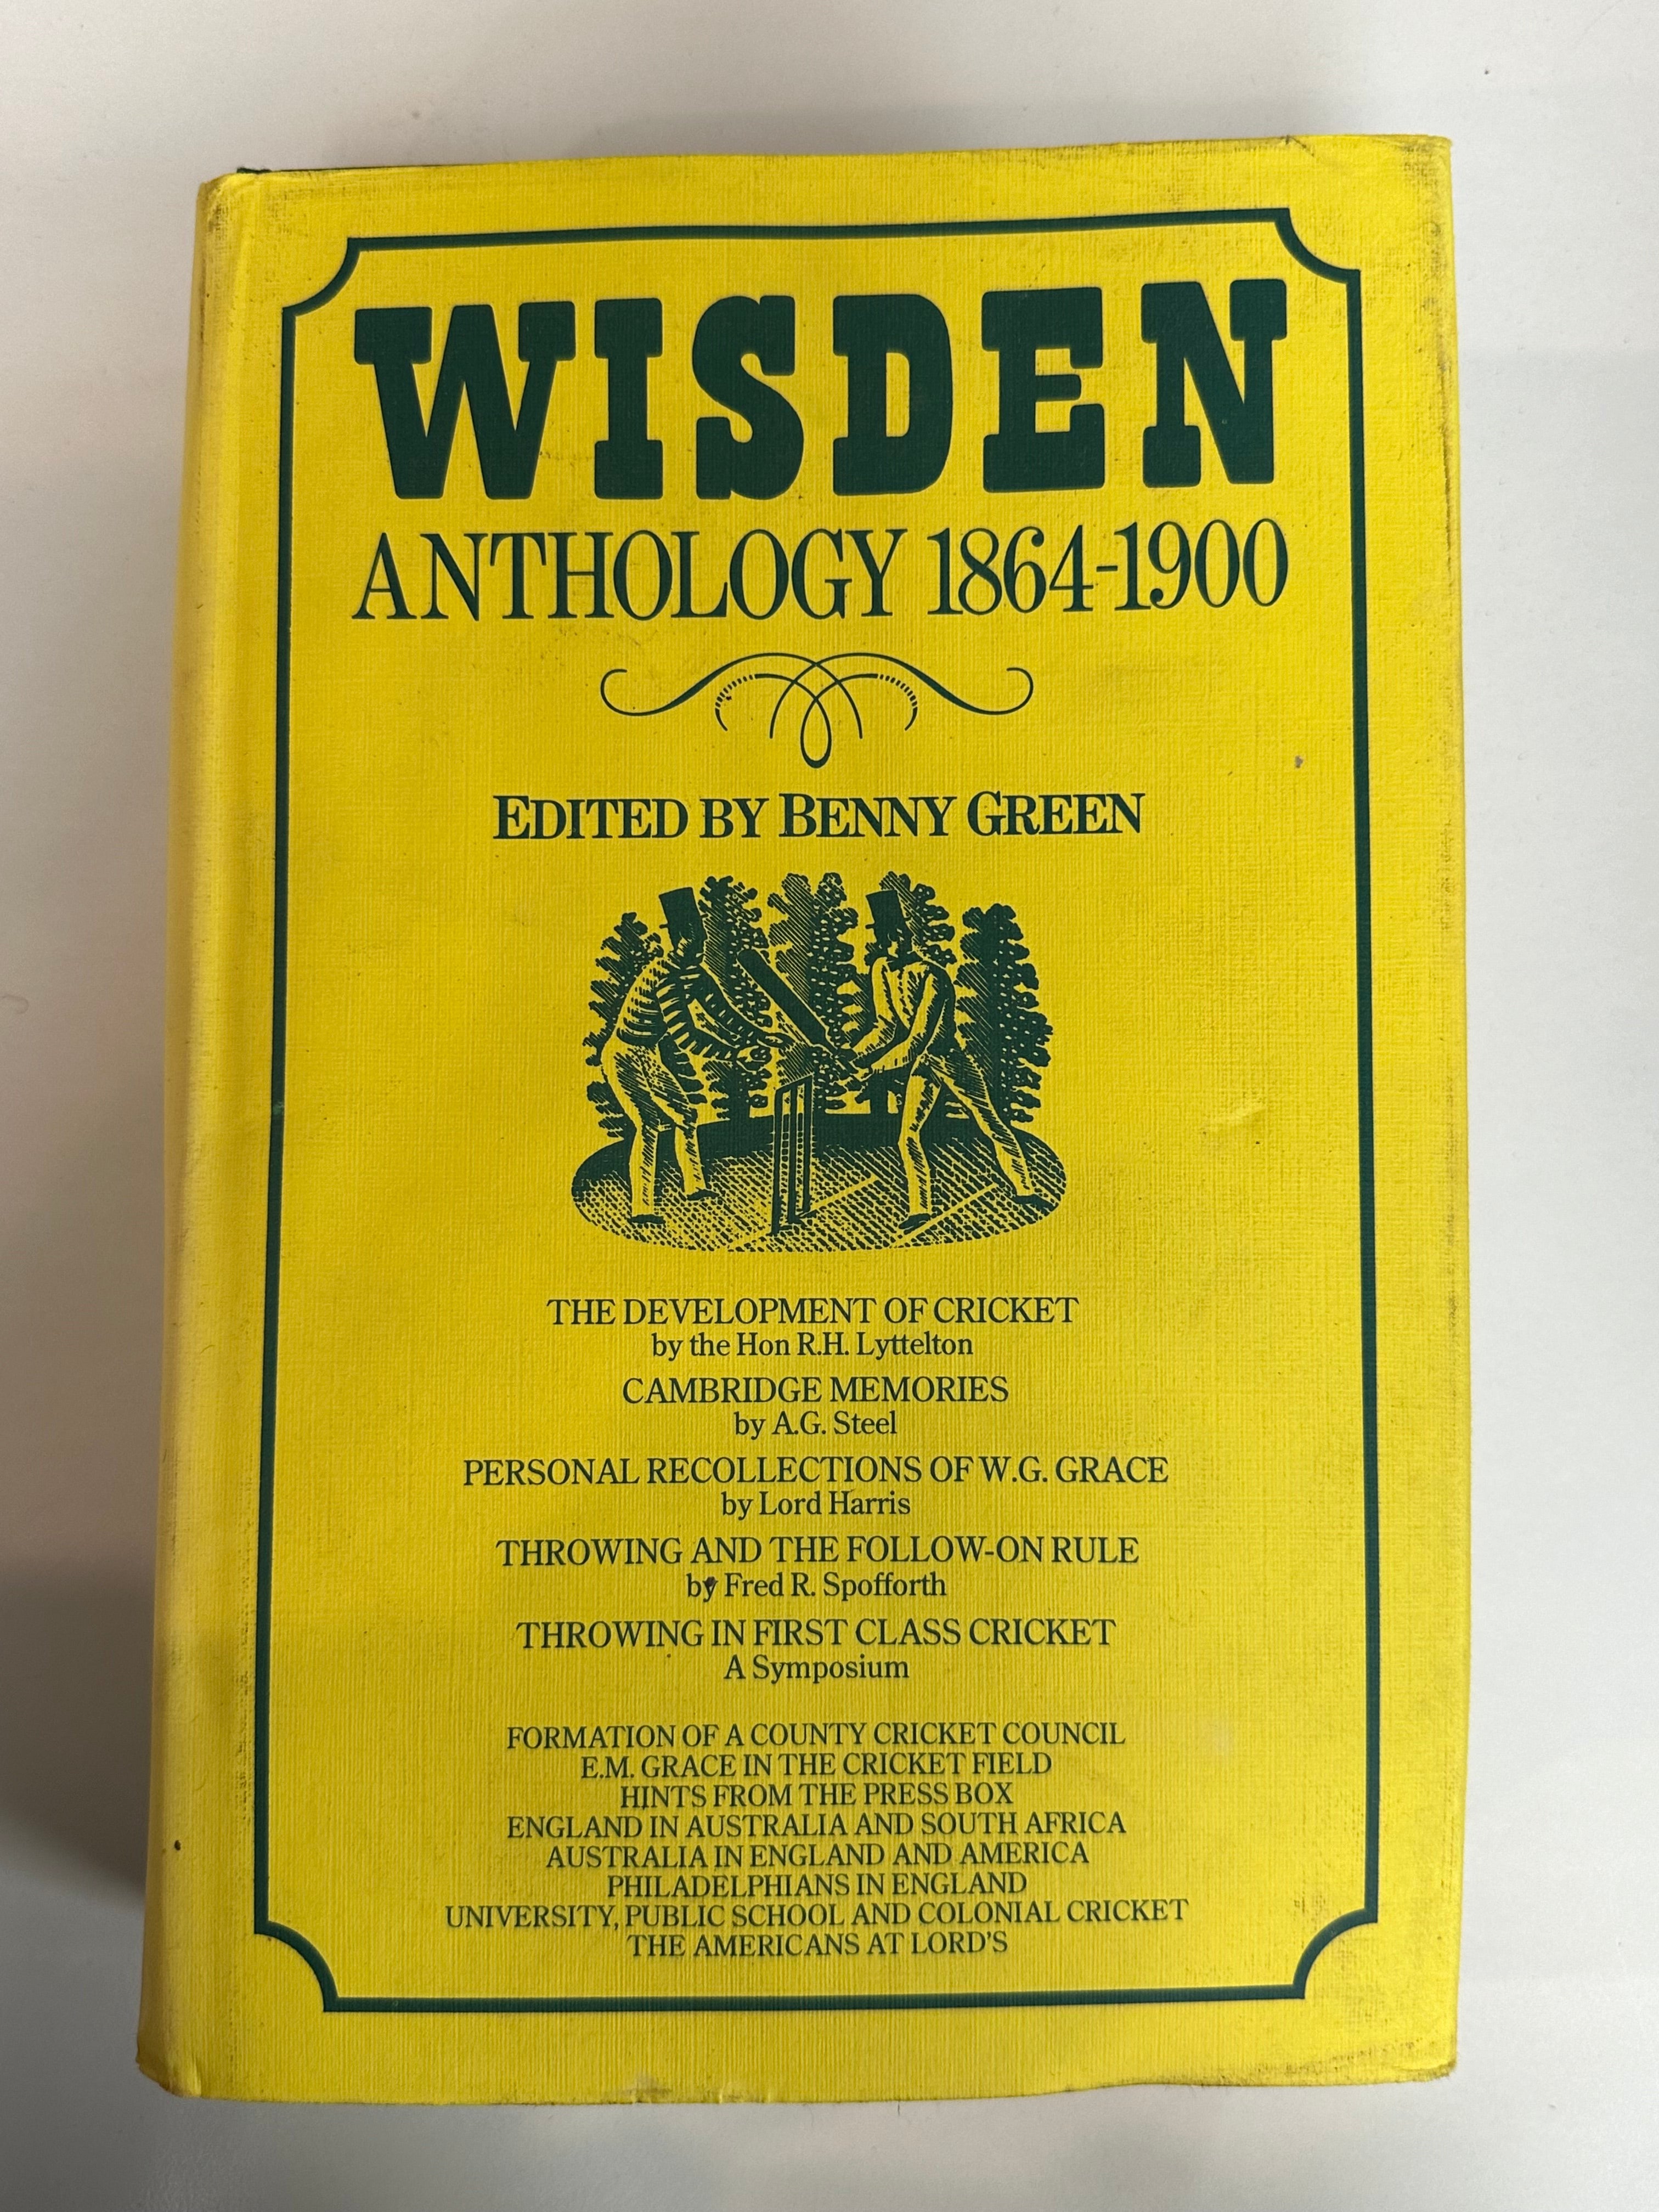 WISDEN
ANTHOLOGY 1864-1900
EDITED BY BENNY GREEN
THE DEVELOPMENT OF CRICKET
by the Hon R.H. Lyttelton
CAMBRIDGE MEMORIES
by A.G. Steel
PERSONAL RECOLLECTIONS OF W.G. GRACE
by Lord Harris
THROWING AND THE FOLLOW-ON RULE
by Fred R. Spofforth
THROWING IN FIRST CLASS CRICKET
A Symposium
FORMATION OF A COUNTY CRICKET COUNCIL
E.M. GRACE IN THE CRICKET FIELD
HINTS FROM THE PRESS BOX
ENGLAND IN AUSTRALIA AND SOUTH AFRICA
AUSTRALIA IN ENGLAND AND AMERICA
PHILADELPHIANS IN ENGLAND
UNIVERSITY, PUBLIC SCHOOL AND COLONIAL CRICKET
THE AMERICANS AT LORD'S